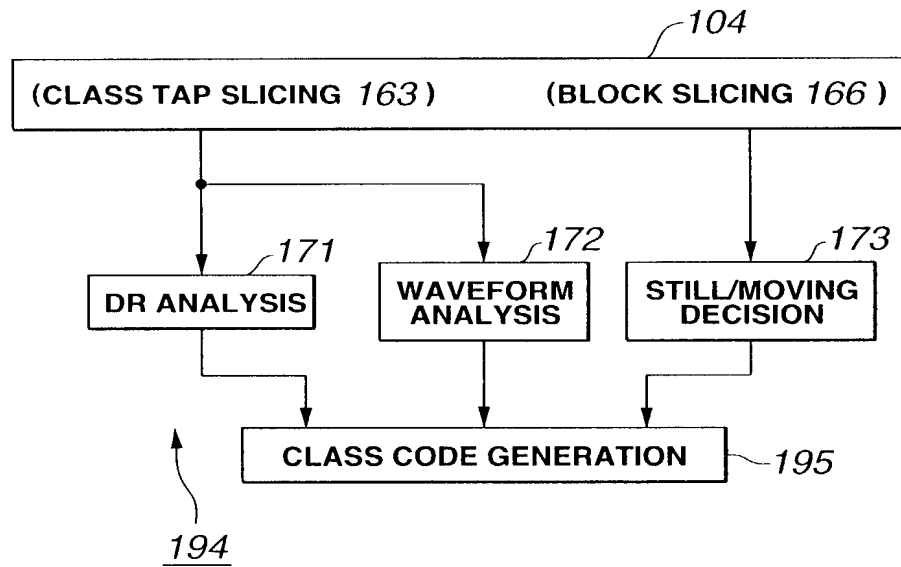 104
(CLASS TAP SLICING 163) (BLOCK SLICING 166)
171 172 173
DR ANALYSIS
WAVEFORM
ANALYSIS
STILL/MOVING
DECISION
CLASS CODE GENERATION
195
194